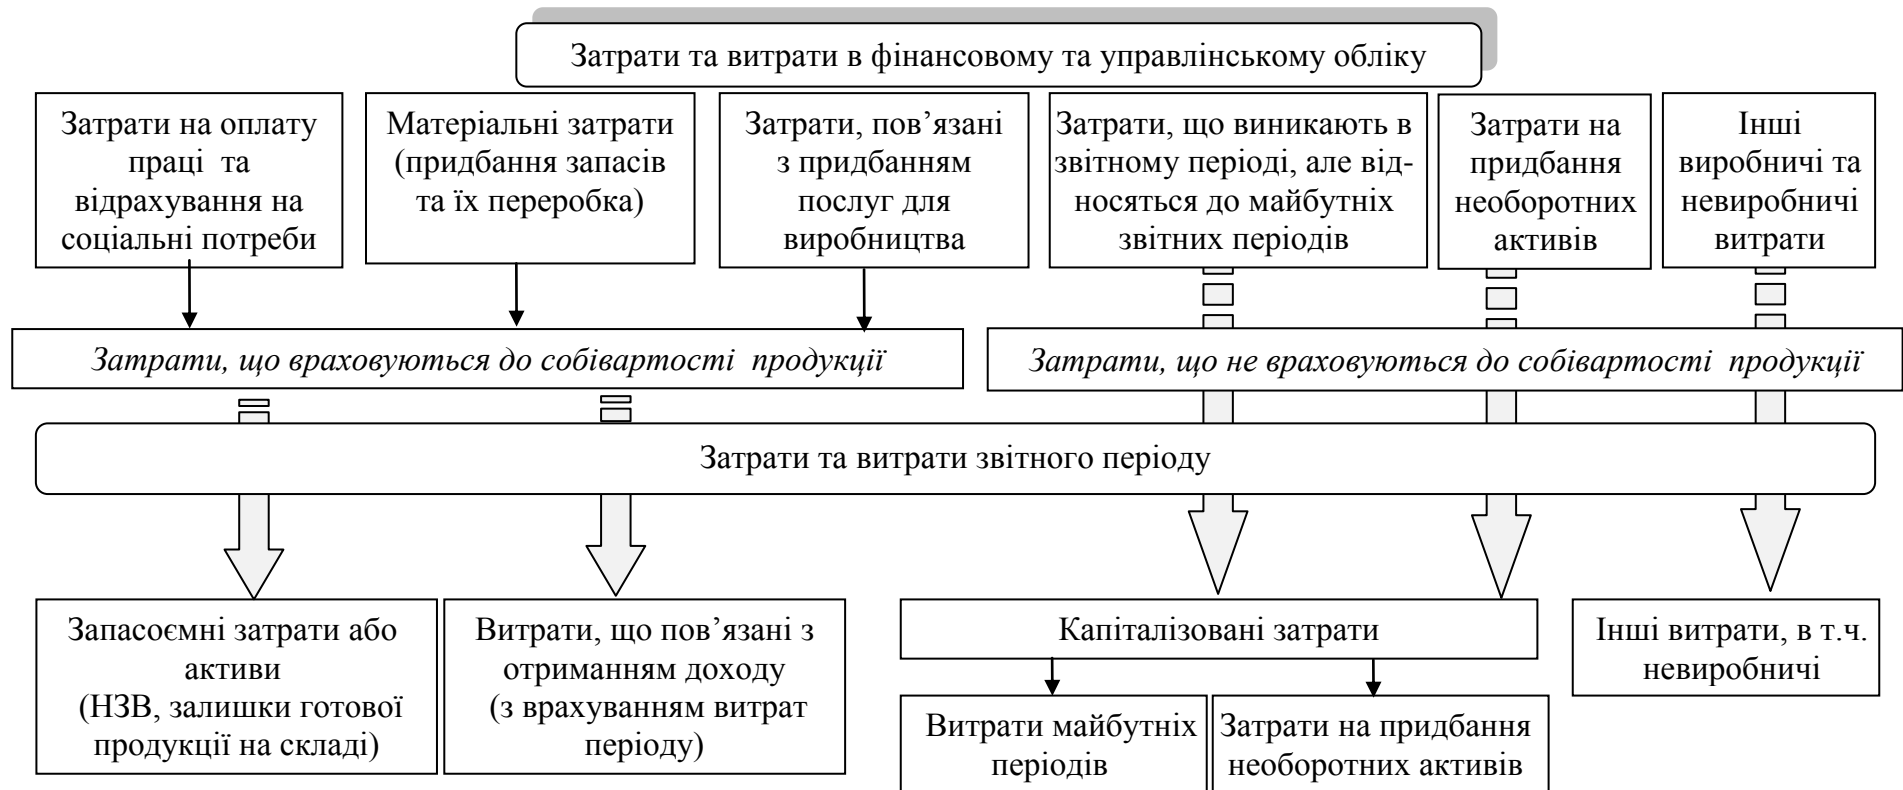 Затрати та витрати в фінансовому та управлінському обліку
Затрати на оплату
праці та
відрахування на
соціальні потреби
Матеріальні затрати
(придбання запасів
та їх переробка)
Затрати, пов’язані
з придбанням
послуг для
виробництва
Затрати, що виникають в
звітному періоді, але від-
носяться до майбутніх
звітних періодів
Затрати на
придбання
необоротних
активів
Інші
виробничі та
невиробничі
витрати
Затрати, що враховуються до собівартості продукції
Затрати, що не враховуються до собівартості продукції
Затрати та витрати звітного періоду
Запасоємні затрати або
активи
(НЗВ, залишки готової
продукції на складі)
Витрати, що пов’язані з
отриманням доходу
(з врахуванням витрат
періоду)
Капіталізовані затрати
Витрати майбутніх
періодів
Затрати на придбання
необоротних активів
Інші витрати, в т.ч.
невиробничі